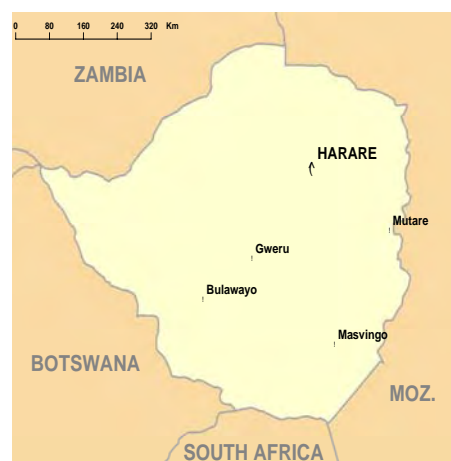 0 80 160 240 320 Km
ZAMBIA
HARARE
Mutare
Gweru
Bulawayo
Masvingo
BOTSWANA
MOZ.
SOUTH AFRICA